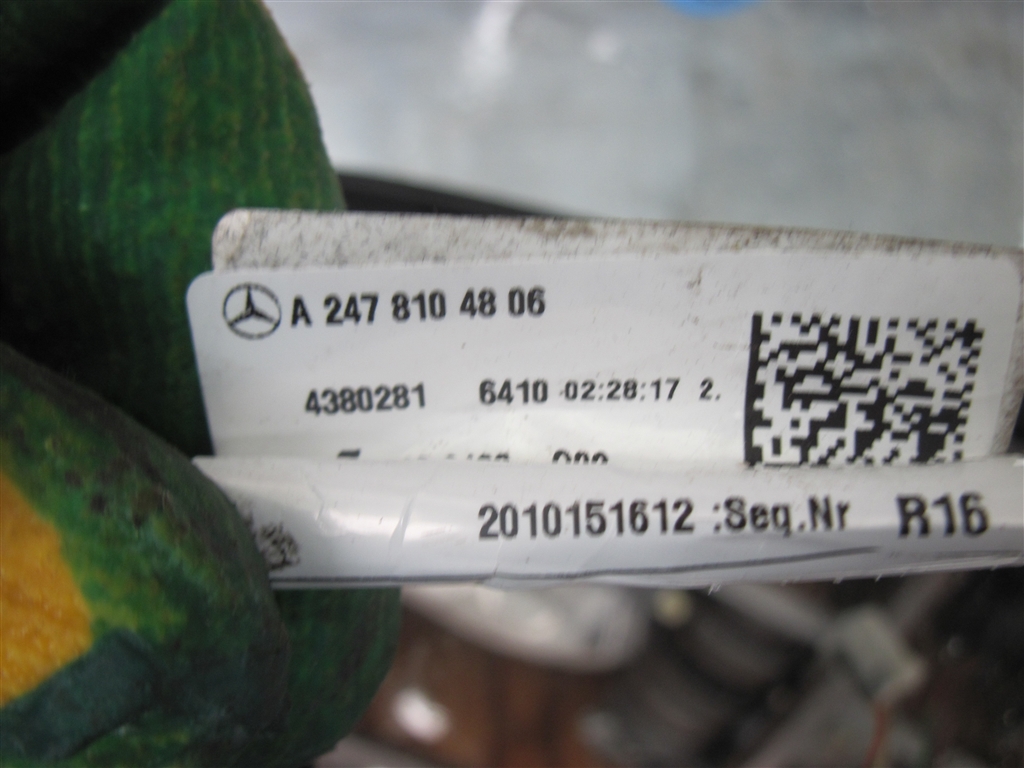 A 247 810 48 06
4380281 6410 02:28:17 2.
2010151612 :Seq.Nr R16